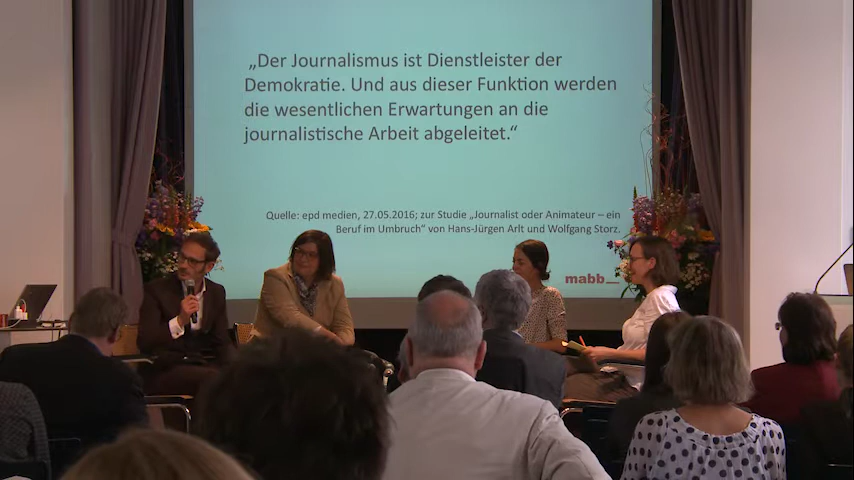 „Der Journalismus ist Dienstleister der
Demokratie. Und aus dieser Funktion werden
die wesentlichen Erwartungen an die
journalistische Arbeit abgeleitet.“
Quelle: epd medien, 27.05.2016; zur Studie „Journalist oder Animateur – ein
Beruf im Umbruch“ von Hans-Jürgen Arlt und Wolfgang Storz.
mabb